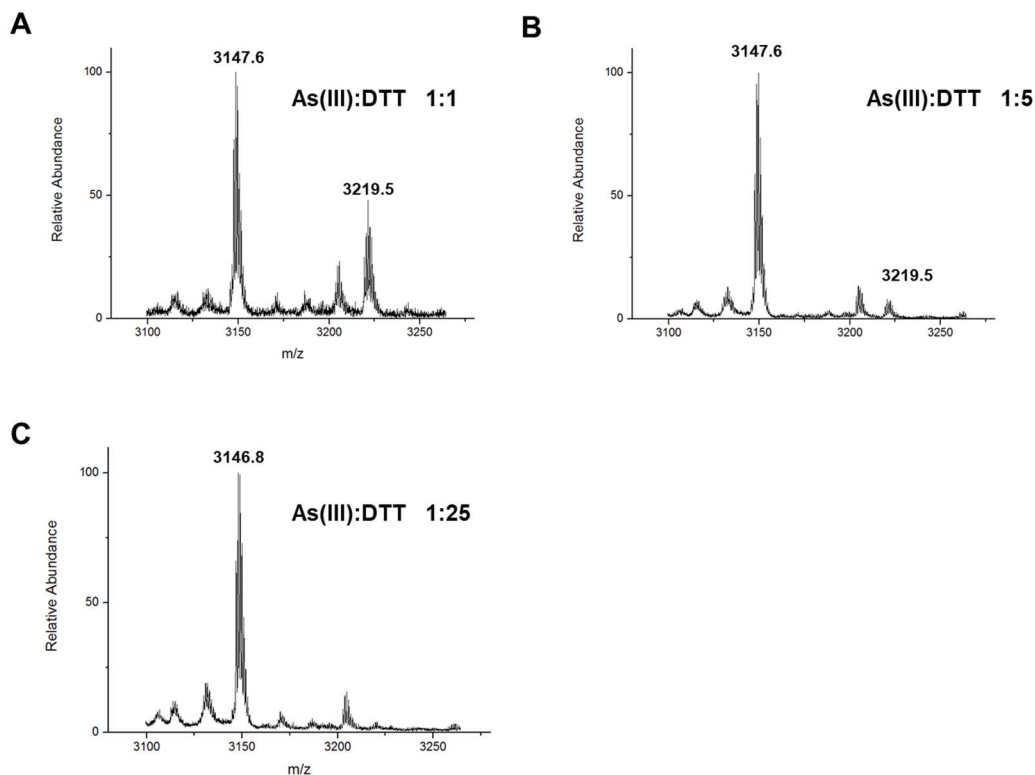 A
3147.6
As(III):DTT 1:1
3219.5
Relative Abundance
100
50
0
3100 3150 3200 3250
m/z
B
3147.6
As(III):DTT 1:5
3219.5
Relative Abundance
100
50
0
3100 3150 3200 3250
C
3146.8
As(III):DTT 1:25
Relative Abundance
100
50
0
3100 3150 3200 3250
m/z